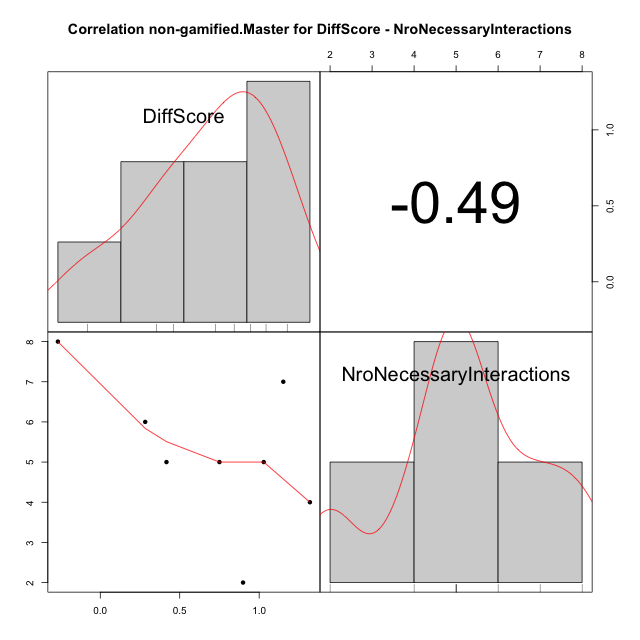 Correlation non-gamified.Master for DiffScore - NroNecessaryInteractions
2 3 4 5 6 7 8
DiffScore
-0.49
1.0
0.5
0.0
8
7
6
5
4
3
2
NroNecessaryInteractions
0.0 0.5 1.0